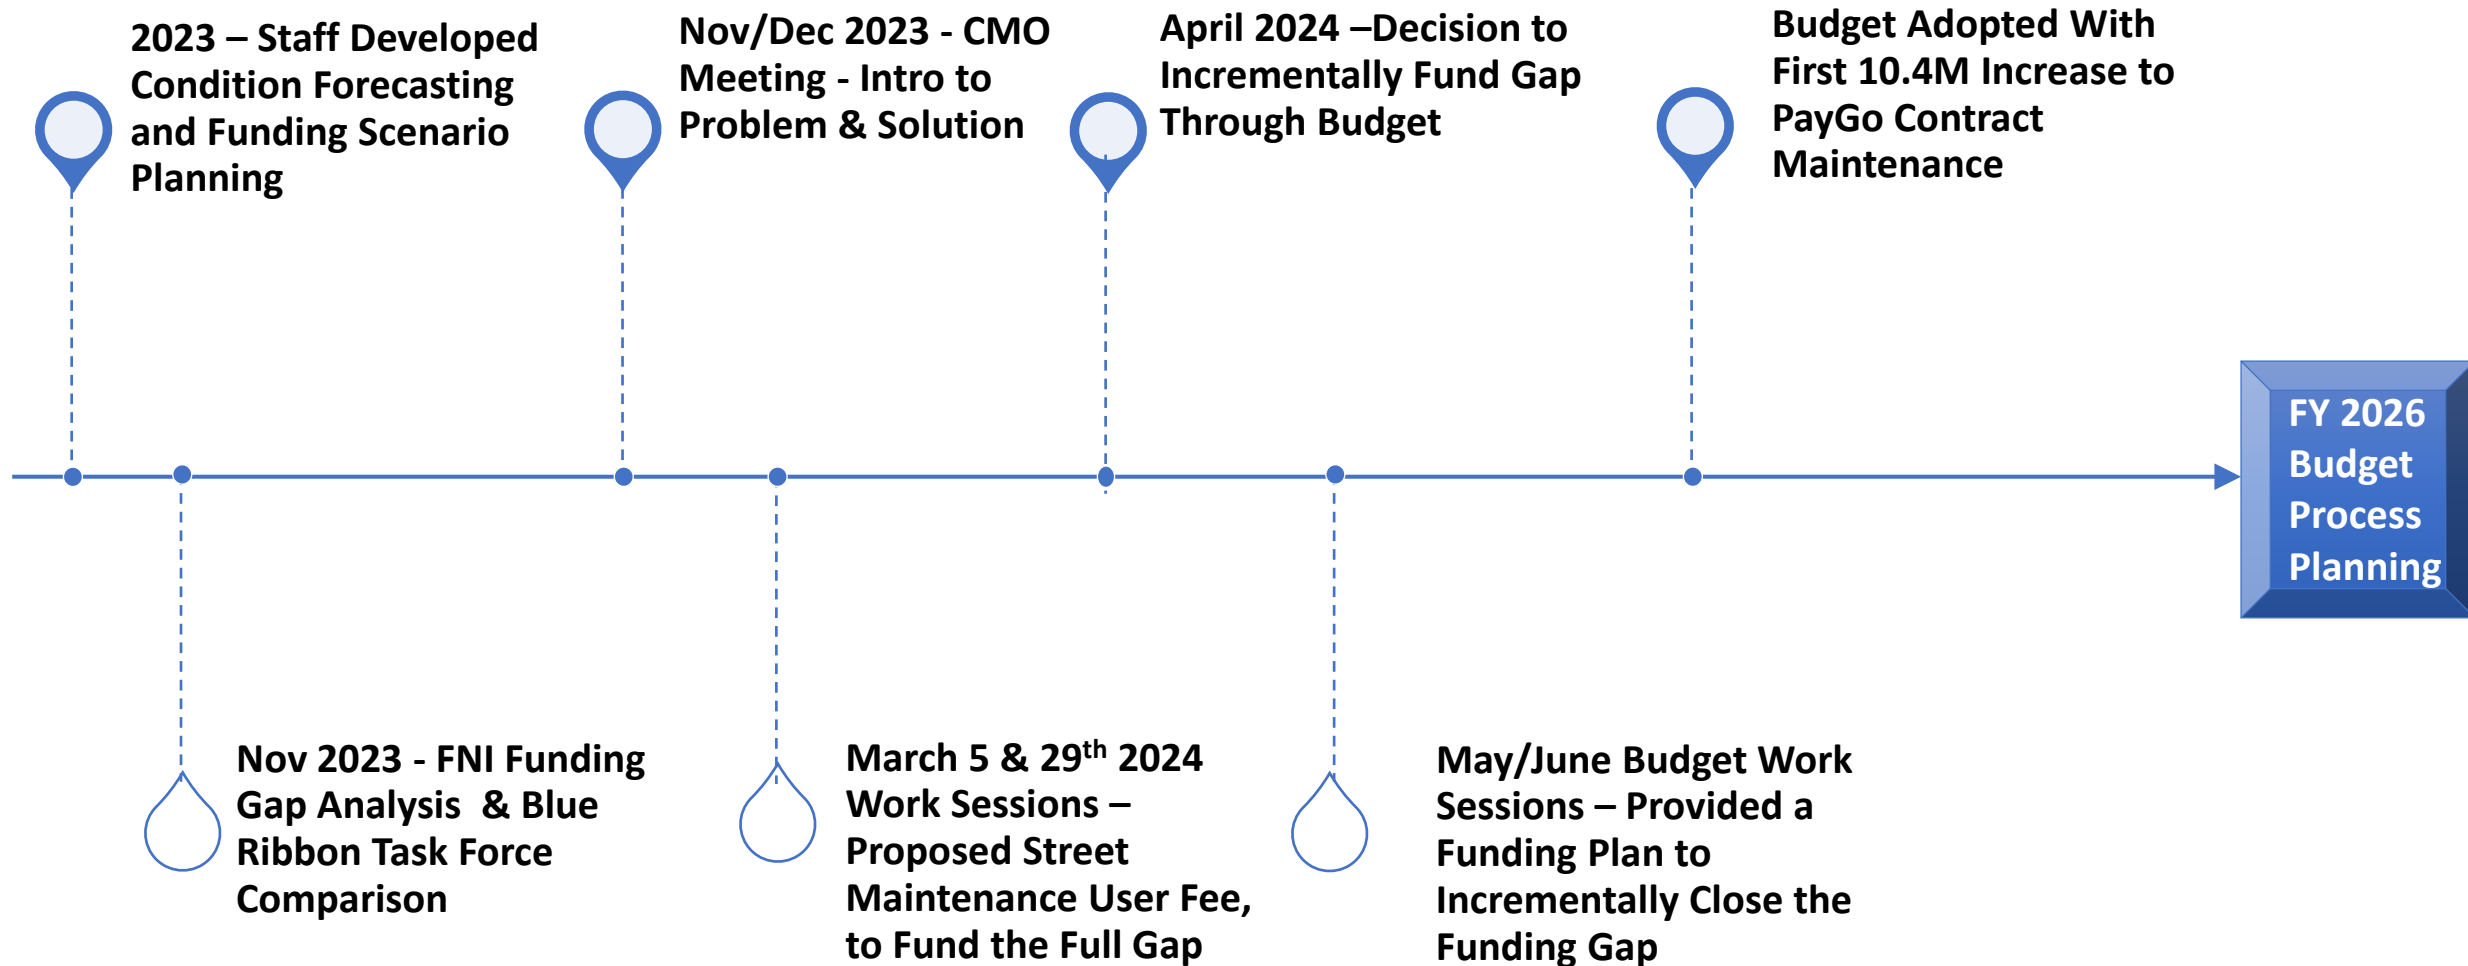 2023 – Staff Developed
Condition Forecasting
and Funding Scenario
Planning
Nov/Dec 2023 - CMO
Meeting - Intro to
Problem & Solution
April 2024 –Decision to
Incrementally Fund Gap
Through Budget
Budget Adopted With
First 10.4M Increase to
PayGo Contract
Maintenance
FY 2026
Budget
Process
Planning
Nov 2023 - FNI Funding
Gap Analysis  & Blue
Ribbon Task Force
Comparison
March 5 & 29th 2024
Work Sessions –
Proposed Street
Maintenance User Fee,
to Fund the Full Gap
May/June Budget Work
Sessions – Provided a
Funding Plan to
Incrementally Close the
Funding Gap